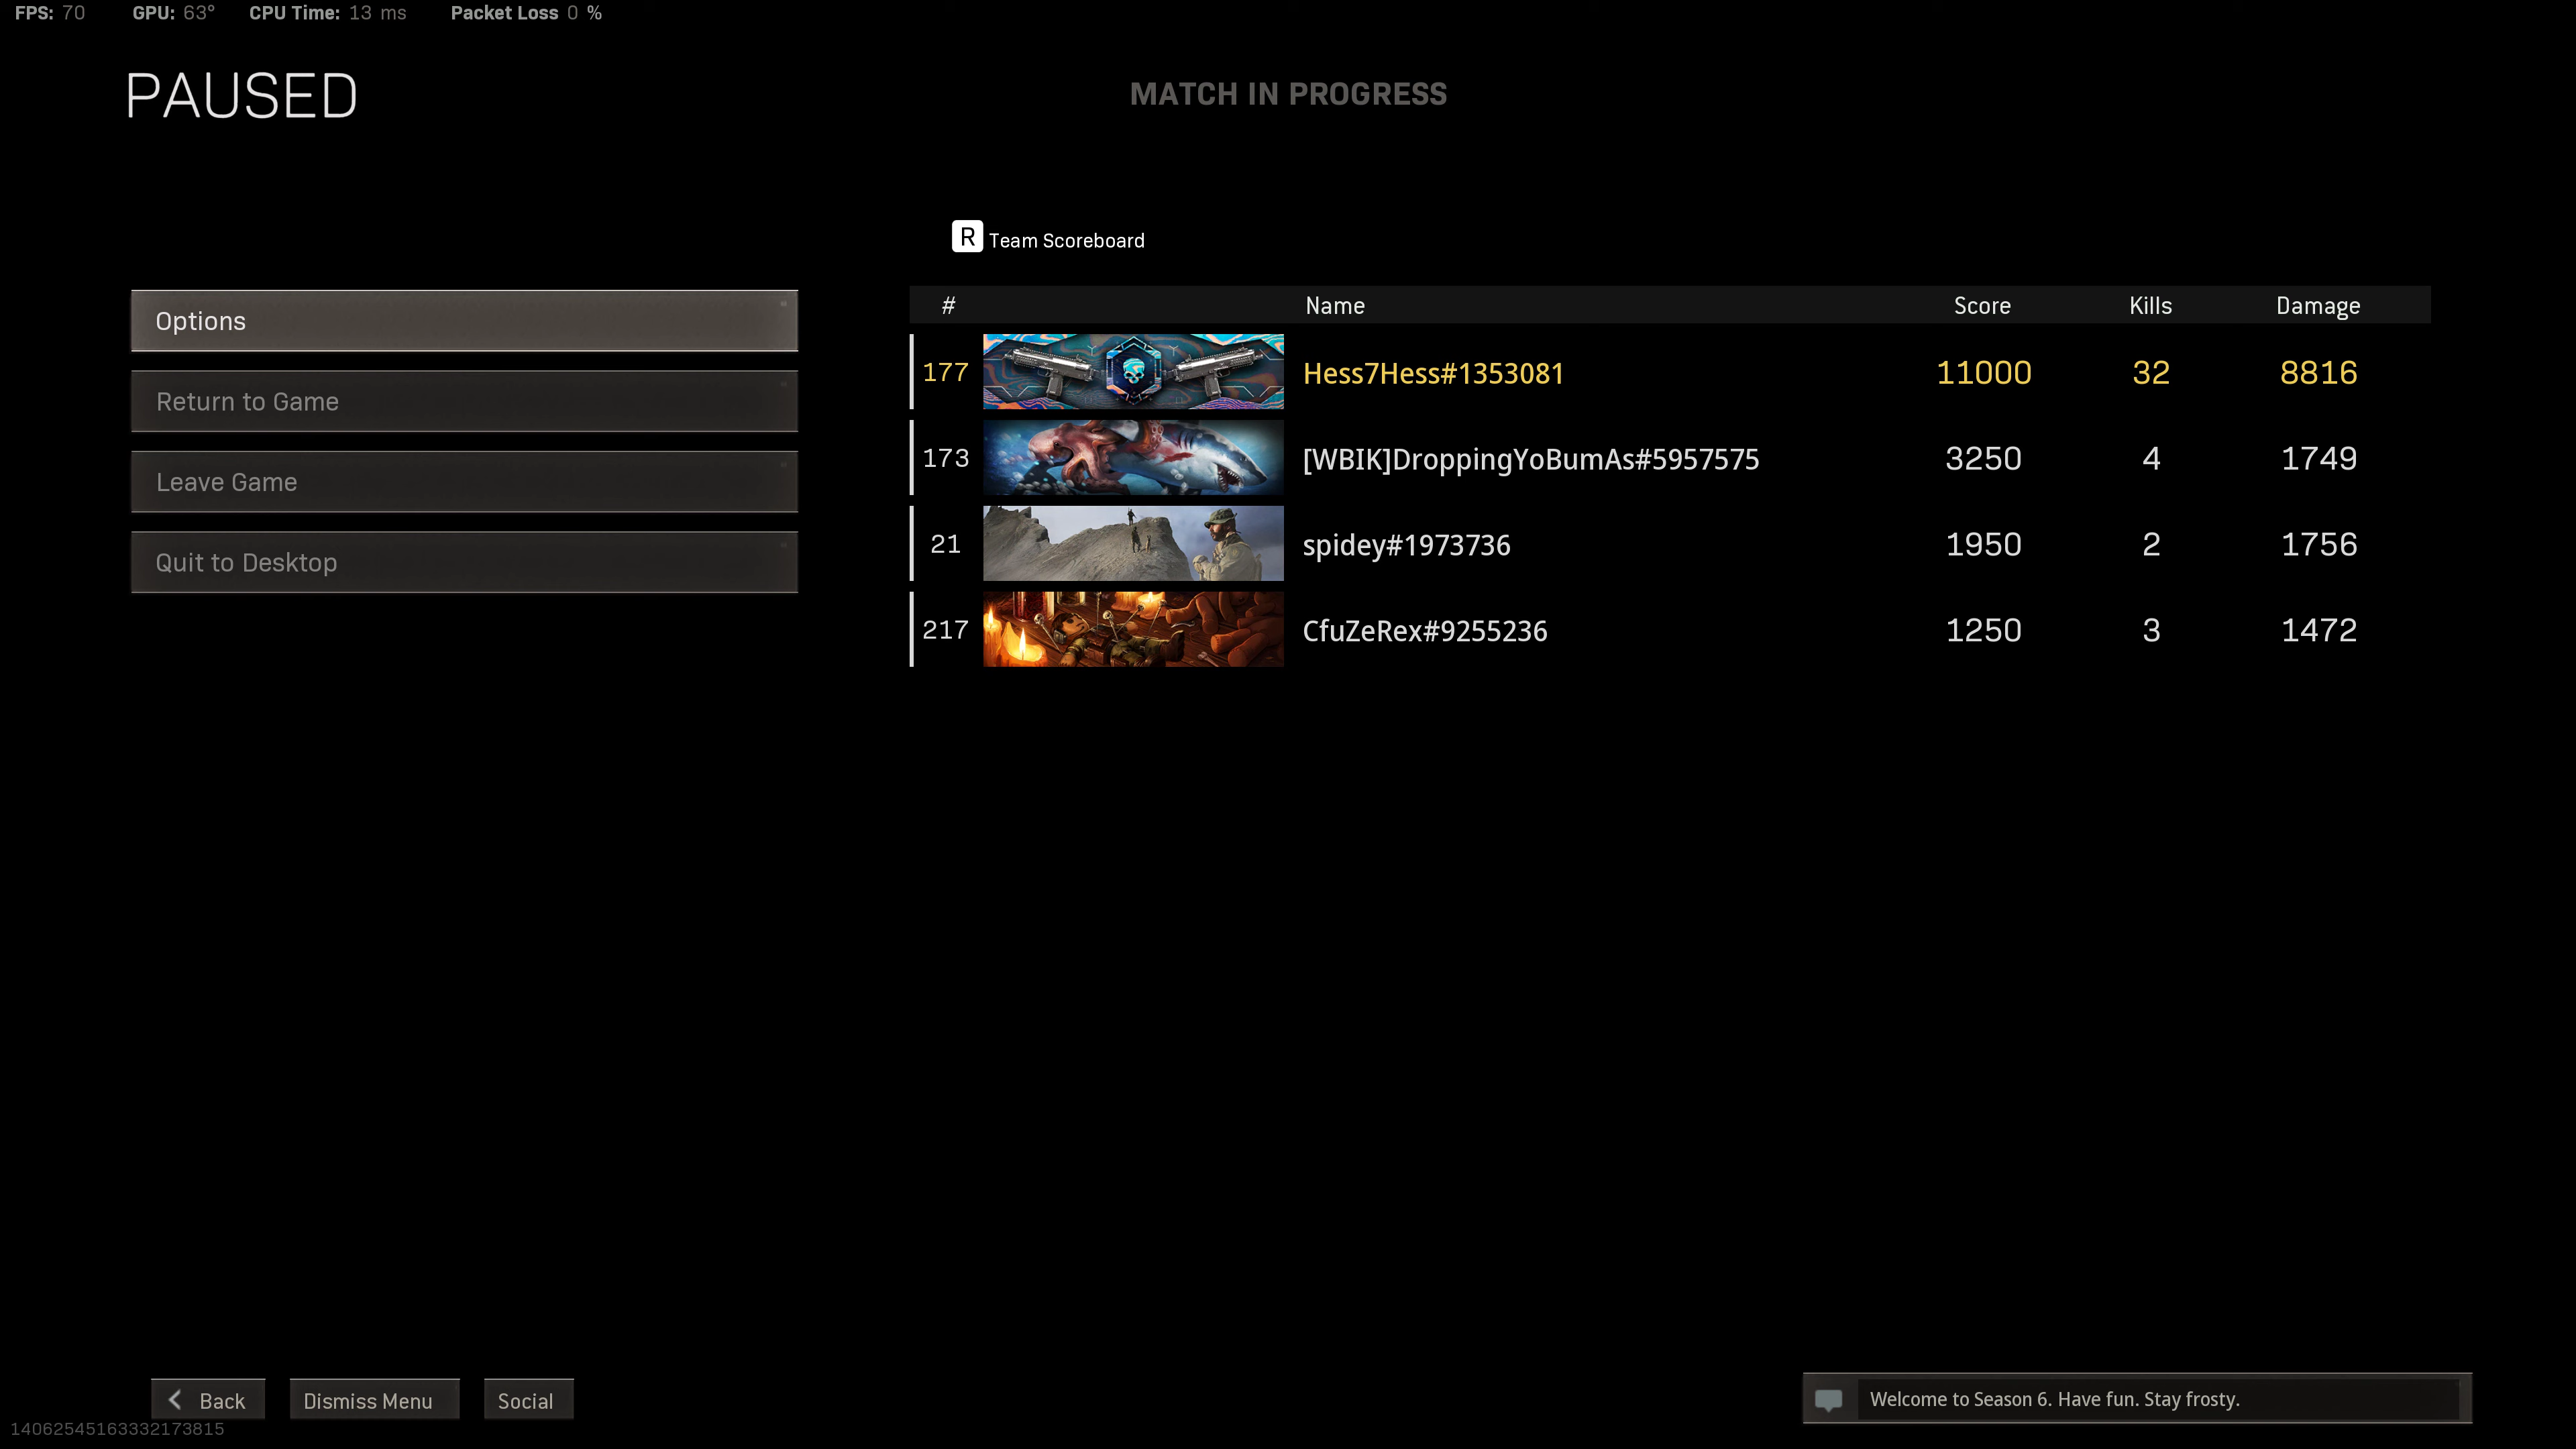 FPS: 70 GPU: 63° CPU Time: 13 ms Packet Loss 0 %
PAUSED
MATCH IN PROGRESS
R Team Scoreboard
Options
Return to Game
Leave Game
Quit to Desktop
# Name Score Kills Damage
177 Hess7Hess#1353081 11000 32 8816
173 [WBIK]DroppingYoBumAs#5957575 3250 4 1749
21 spidey#1973736 1950 2 1756
217 CfuZeRex#9255236 1250 3 1472
Back Dismiss Menu Social
Welcome to Season 6. Have fun. Stay frosty.
14062545163332173815